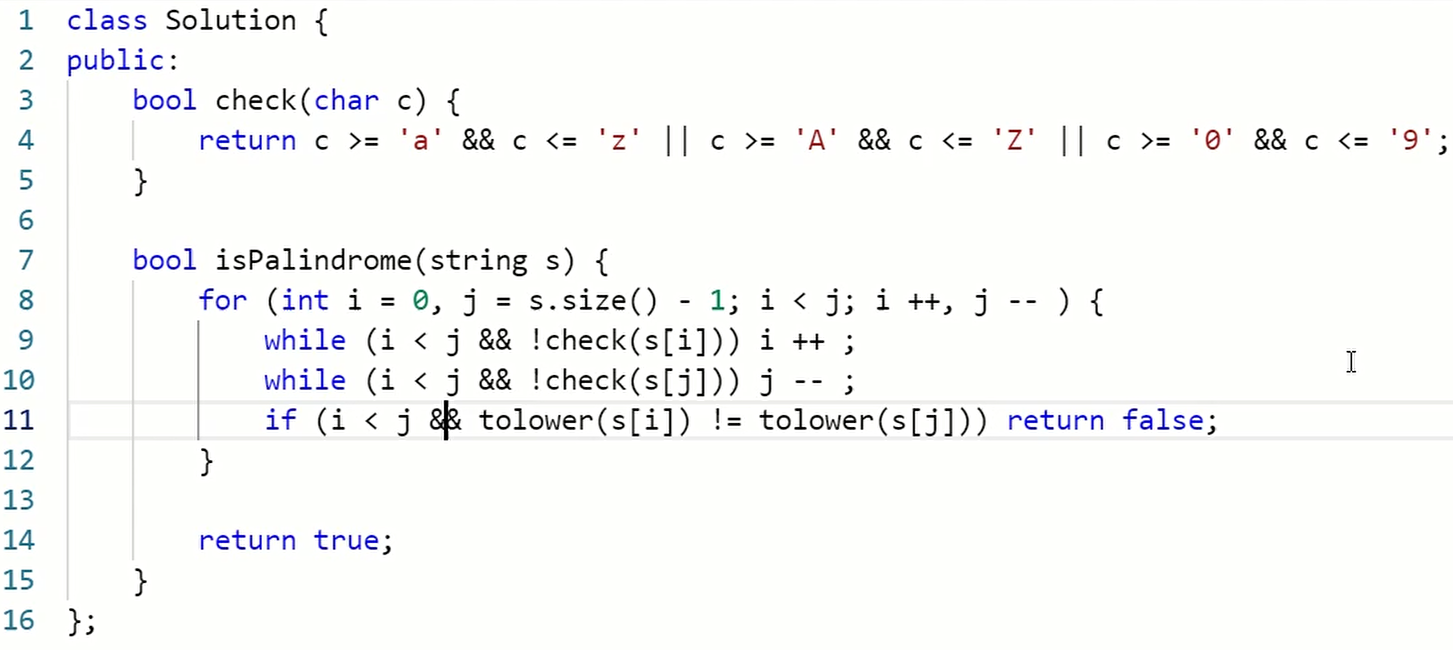 1 class Solution {
2 public:
3     bool check(char c) {
4         return c >= 'a' && c <= 'z' || c >= 'A' && c <= 'Z' || c >= '0' && c <= '9';
5     }
6
7     bool isPalindrome(string s) {
8         for (int i = 0, j = s.size() - 1; i < j; i ++, j -- ) {
9             while (i < j && !check(s[i])) i ++ ;
10             while (i < j && !check(s[j])) j -- ;
11             if (i < j && tolower(s[i]) != tolower(s[j])) return false;
12         }
13
14         return true;
15     }
16 };